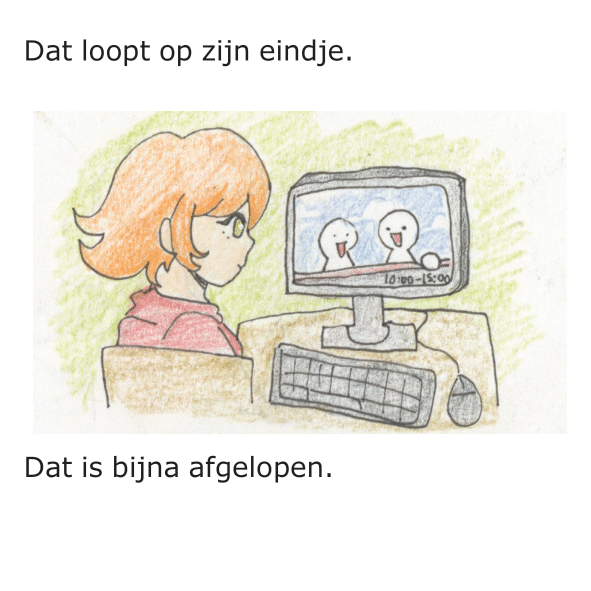 Dat loopt op zijn eindje.
10:00-15:00
Dat is bijna afgelopen.